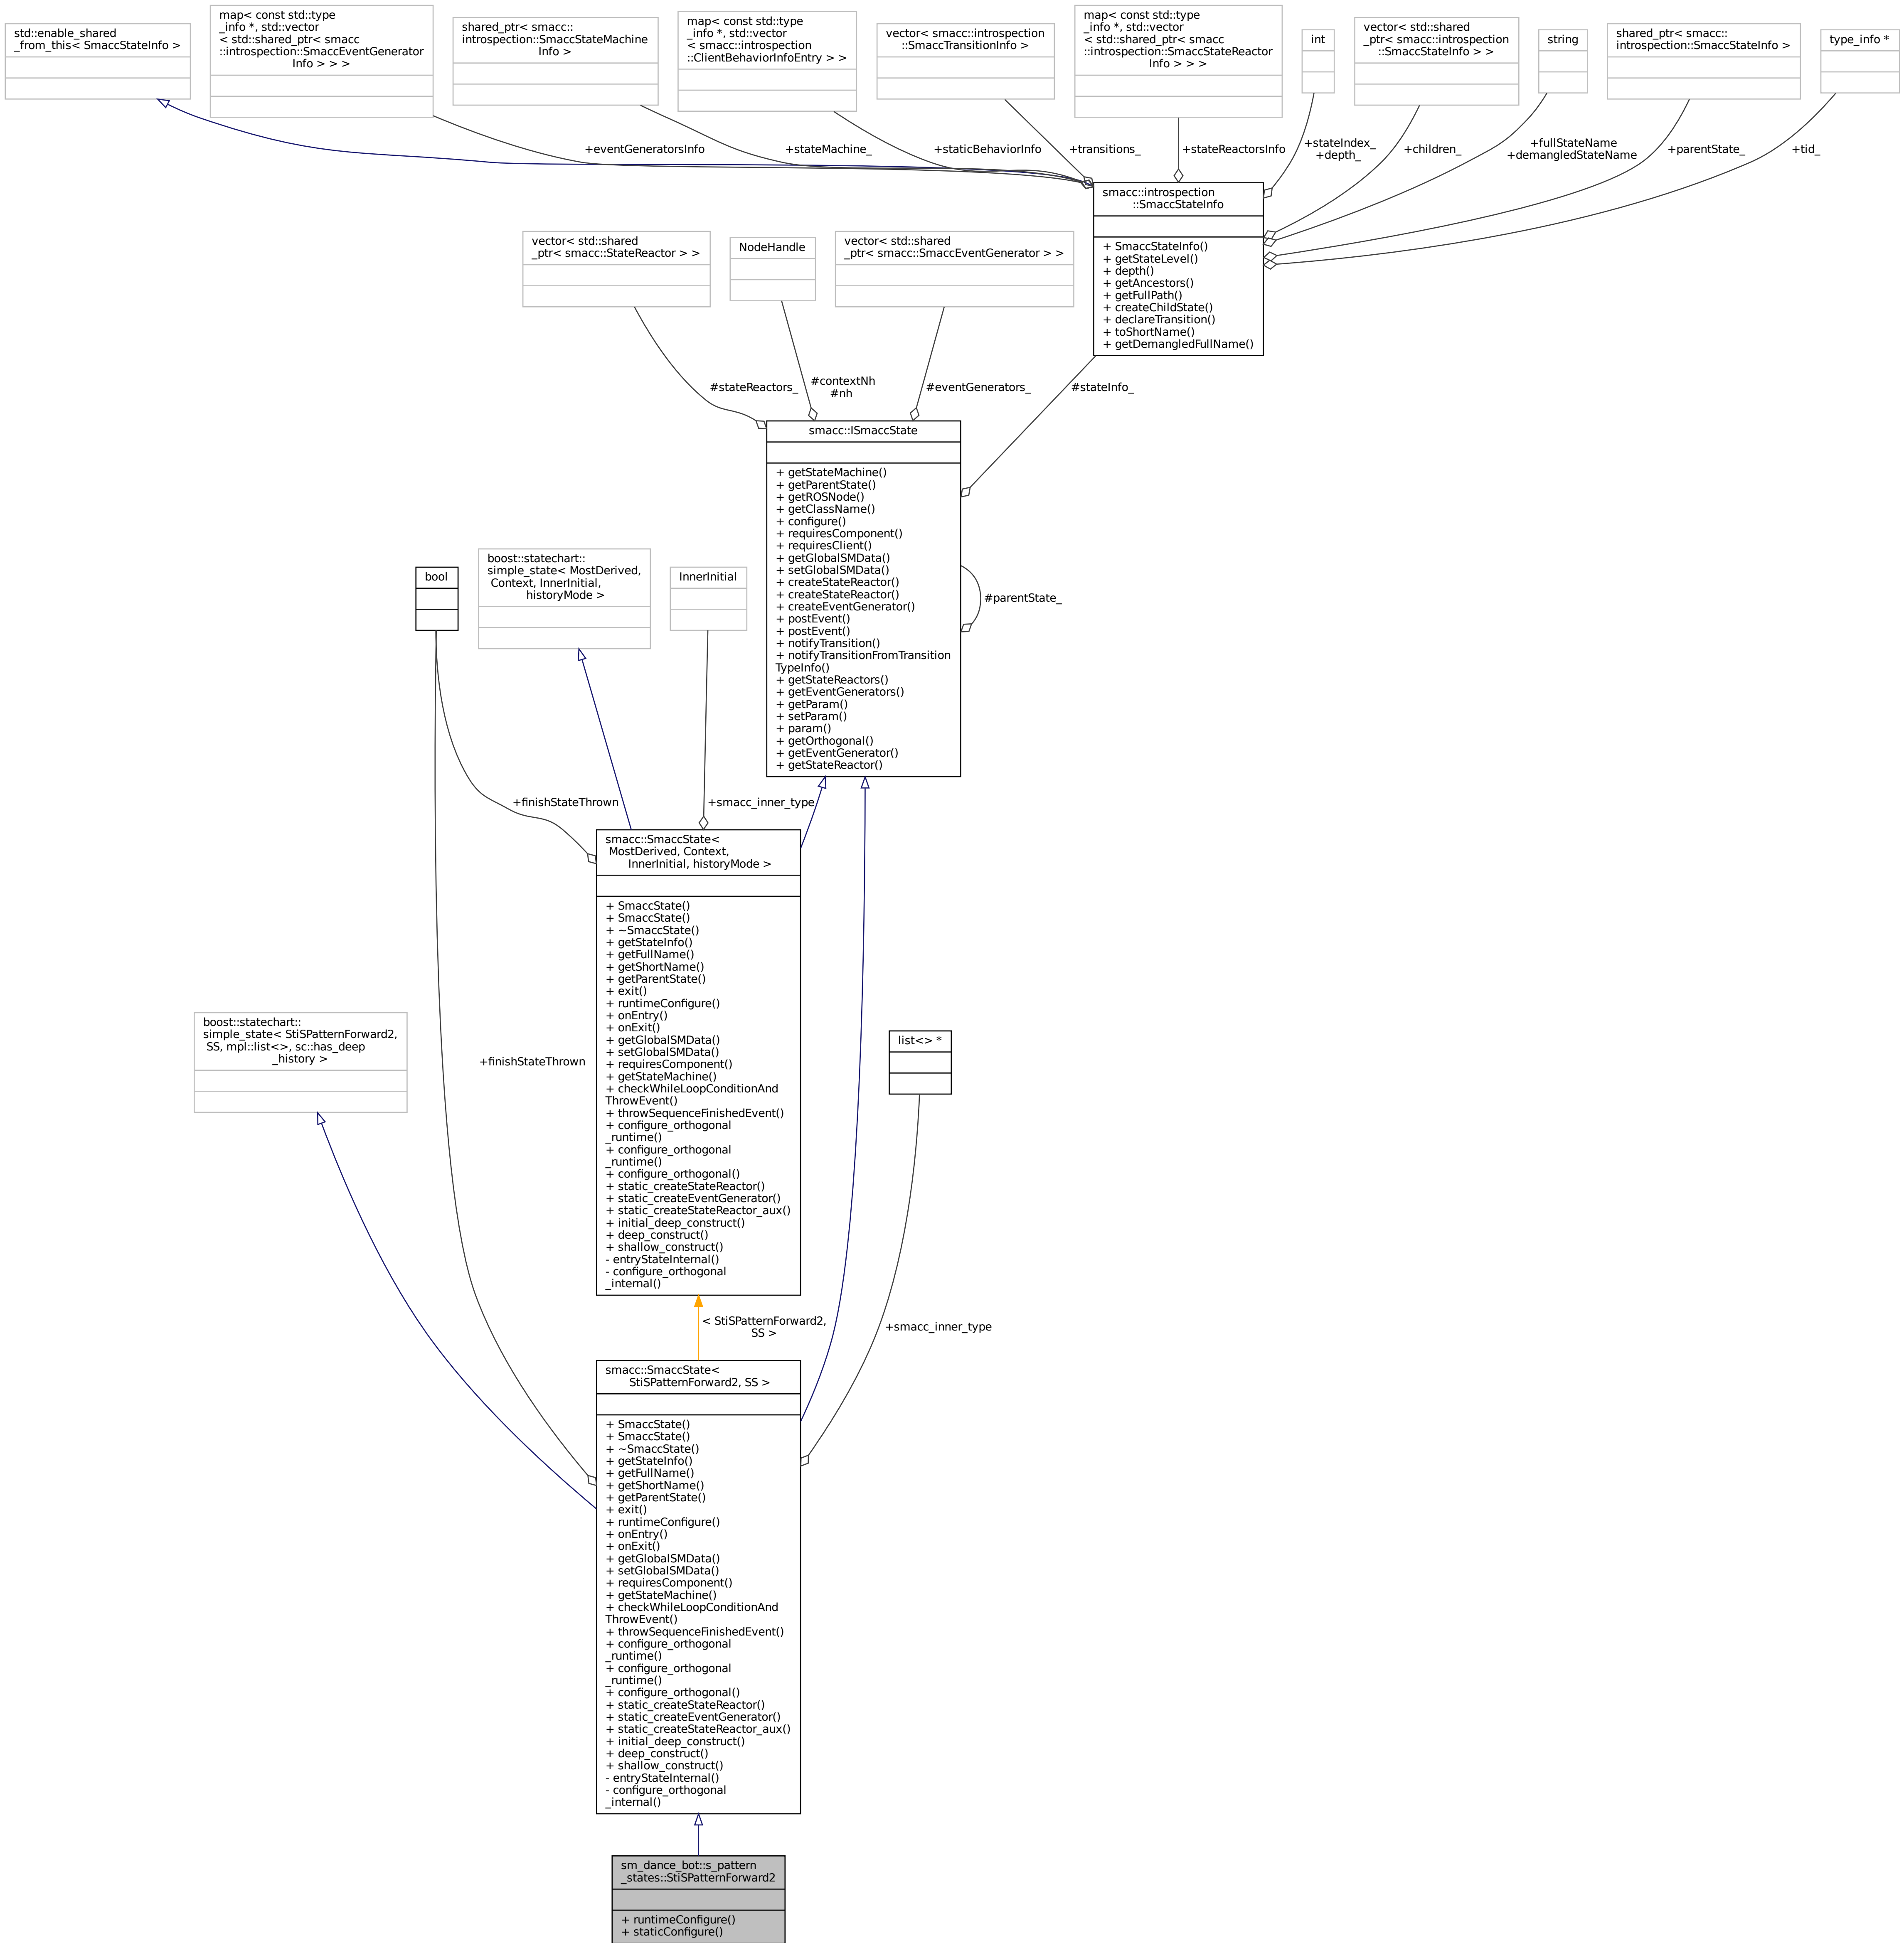 std::enable_shared
_from_this< SmaccStateInfo >
map< const std::type
_info *, std::vector
< std::shared_ptr< smacc
::introspection::SmaccEventGenerator
Info > > >
shared_ptr< smacc::
introspection::SmaccStateMachine
Info >
map< const std::type
_info *, std::vector
< smacc::introspection
::ClientBehaviorInfoEntry > >
vector< smacc::introspection
::SmaccTransitionInfo >
map< const std::type
_info *, std::vector
< std::shared_ptr< smacc
::introspection::SmaccStateReactor
Info > > >
int
vector< std::shared
_ptr< smacc::introspection
::SmaccStateInfo > >
string
shared_ptr< smacc::
introspection::SmaccStateInfo >
type_info *
+eventGeneratorsInfo
+stateMachine_
+staticBehaviorInfo
+transitions_
+stateReactorsInfo
+stateIndex_
+depth_
+children_
+fullStateName
+demangledStateName
+parentState_
+tid_
smacc::introspection
::SmaccStateInfo
+ SmaccStateInfo()
+ getStateLevel()
+ depth()
+ getAncestors()
+ getFullPath()
+ createChildState()
+ declareTransition()
+ toShortName()
+ getDemangledFullName()
vector< std::shared
_ptr< smacc::StateReactor > >
NodeHandle
vector< std::shared
_ptr< smacc::SmaccEventGenerator > >
#stateReactors_
#contextNh
#nh
#eventGenerators_
#stateInfo_
smacc::ISmaccState
+ getStateMachine()
+ getParentState()
+ getROSNode()
+ getClassName()
+ configure()
+ requiresComponent()
+ requiresClient()
+ getGlobalSMData()
+ setGlobalSMData()
+ createStateReactor()
+ createStateReactor()
+ createEventGenerator()
+ postEvent()
+ postEvent()
+ notifyTransition()
+ notifyTransitionFromTransition
TypeInfo()
+ getStateReactors()
+ getEventGenerators()
+ getParam()
+ setParam()
+ param()
+ getOrthogonal()
+ getEventGenerator()
+ getStateReactor()
#parentState_
bool
boost::statechart::
simple_state< MostDerived,
Context, InnerInitial,
historyMode >
InnerInitial
+finishStateThrown
+smacc_inner_type
smacc::SmaccState<
MostDerived, Context,
InnerInitial, historyMode >
+ SmaccState()
+ SmaccState()
+ ~SmaccState()
+ getStateInfo()
+ getFullName()
+ getShortName()
+ getParentState()
+ exit()
+ runtimeConfigure()
+ onEntry()
+ onExit()
+ getGlobalSMData()
+ setGlobalSMData()
+ requiresComponent()
+ getStateMachine()
+ checkWhileLoopConditionAnd
ThrowEvent()
+ throwSequenceFinishedEvent()
+ configure_orthogonal
_runtime()
+ configure_orthogonal
_runtime()
+ configure_orthogonal()
+ static_createStateReactor()
+ static_createEventGenerator()
+ static_createStateReactor_aux()
+ initial_deep_construct()
+ deep_construct()
+ shallow_construct()
- entryStateInternal()
- configure_orthogonal
_internal()
boost::statechart::
simple_state< StiSPatternForward2,
SS, mpl::list<>, sc::has_deep
_history >
+finishStateThrown
list<> *
< StiSPatternForward2,
SS >
+smacc_inner_type
smacc::SmaccState<
StiSPatternForward2, SS >
+ SmaccState()
+ SmaccState()
+ ~SmaccState()
+ getStateInfo()
+ getFullName()
+ getShortName()
+ getParentState()
+ exit()
+ runtimeConfigure()
+ onEntry()
+ onExit()
+ getGlobalSMData()
+ setGlobalSMData()
+ requiresComponent()
+ getStateMachine()
+ checkWhileLoopConditionAnd
ThrowEvent()
+ throwSequenceFinishedEvent()
+ configure_orthogonal
_runtime()
+ configure_orthogonal
_runtime()
+ configure_orthogonal()
+ static_createStateReactor()
+ static_createEventGenerator()
+ static_createStateReactor_aux()
+ initial_deep_construct()
+ deep_construct()
+ shallow_construct()
- entryStateInternal()
- configure_orthogonal
_internal()
sm_dance_bot::s_pattern
_states::StiSPatternForward2
+ runtimeConfigure()
+ staticConfigure()